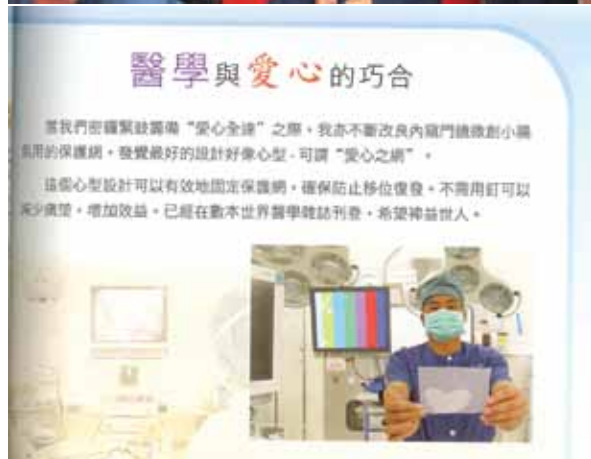 醫學與愛心的巧合
當我們密鑼緊鼓籌備“愛心全達”之際，我亦不斷改良內窺門鏡微創小腸
氣用的保護網，發覺最好的設計好像心型，可謂“愛心之網”。
這個心型設計可以有效地固定保護網，確保防止移位復發。不需用釘可以
減少痛楚，增加效益。已經在數本世界醫學雜誌刊登，希望裨益世人。